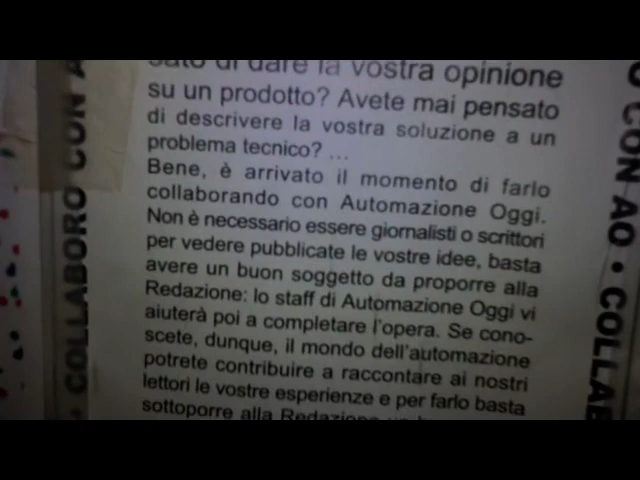 di dare la vostra opinione
su un prodotto? Avete mai pensato
di descrivere la vostra soluzione a un
problema tecnico? ...
Bene, è arrivato il momento di farlo
collaborando con Automazione Oggi.
Non è necessario essere giornalisti o scrittori
per vedere pubblicate le vostre idee, basta
avere un buon soggetto da proporre alla
Redazione: lo staff di Automazione Oggi vi
aiuterà poi a completare l'opera. Se cono-
scete, dunque, il mondo dell'automazione
potrete contribuire a raccontare ai nostri
lettori le vostre esperienze e per farlo basta
sottoporre alla Redazione
• COLLABORO CON A
O CON AO • COLLAB